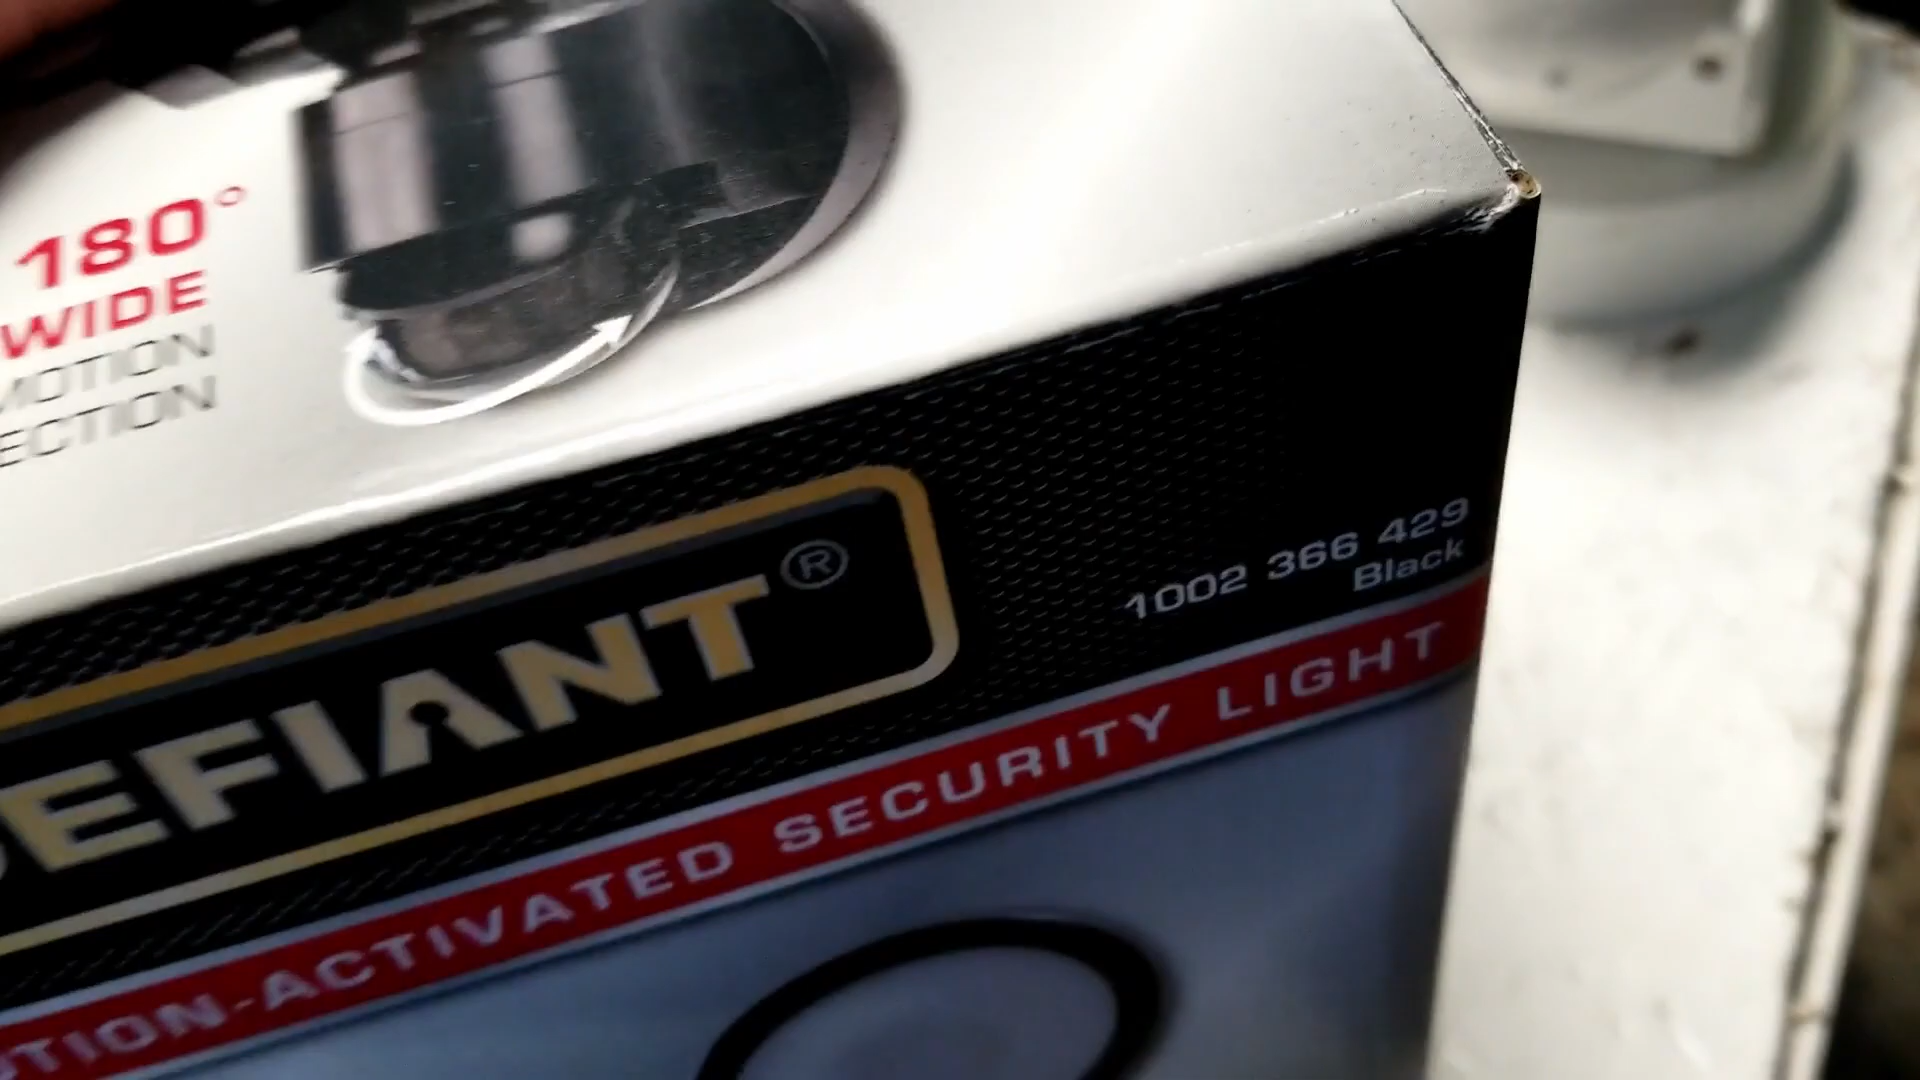 180°
WIDE
MOTION
ECTION
EFIANT®
1002 366 429
Black
TION-ACTIVATED SECURITY LIGHT